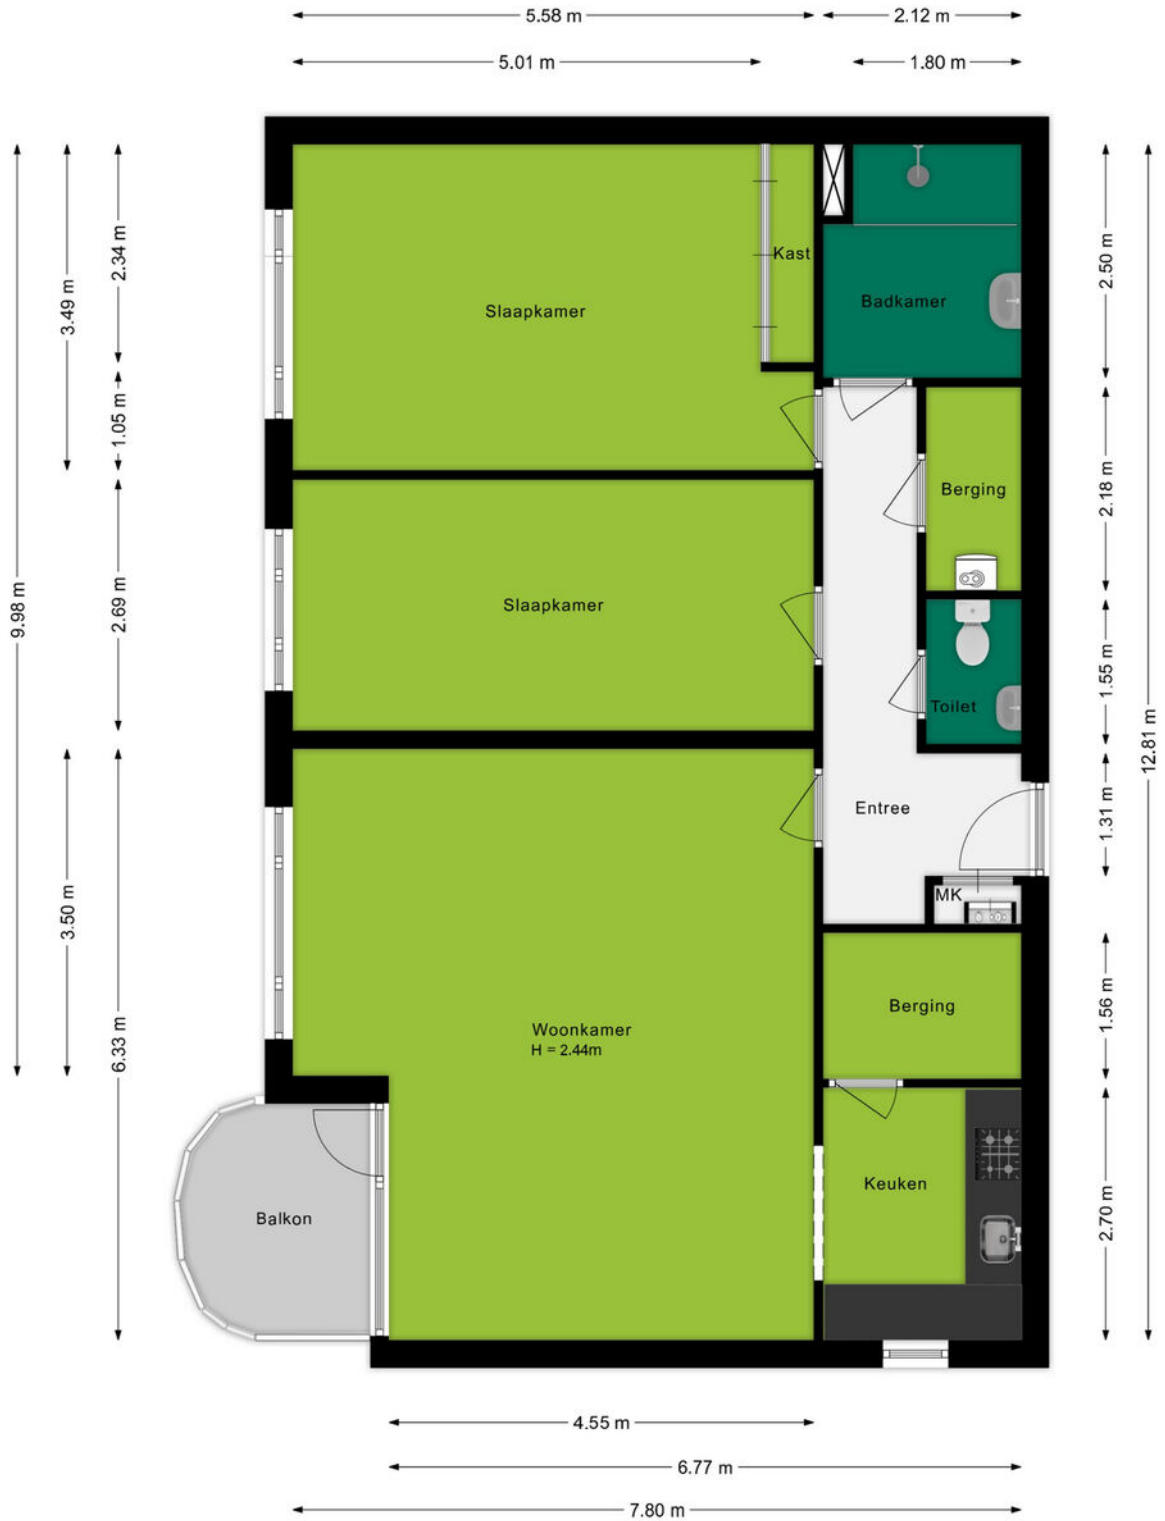 5.58 m
2.12 m
5.01 m
1.80 m
2.34 m
3.49 m
1.05 m
9.98 m
2.69 m
3.50 m
6.33 m
Kast
Slaapkamer
Badkamer
Berging
Slaapkamer
Toilet
Entree
MK
Woonkamer
H = 2.44m
Berging
Keuken
Balkon
2.50 m
2.18 m
1.55 m
12.81 m
1.31 m
1.56 m
2.70 m
4.55 m
6.77 m
7.80 m